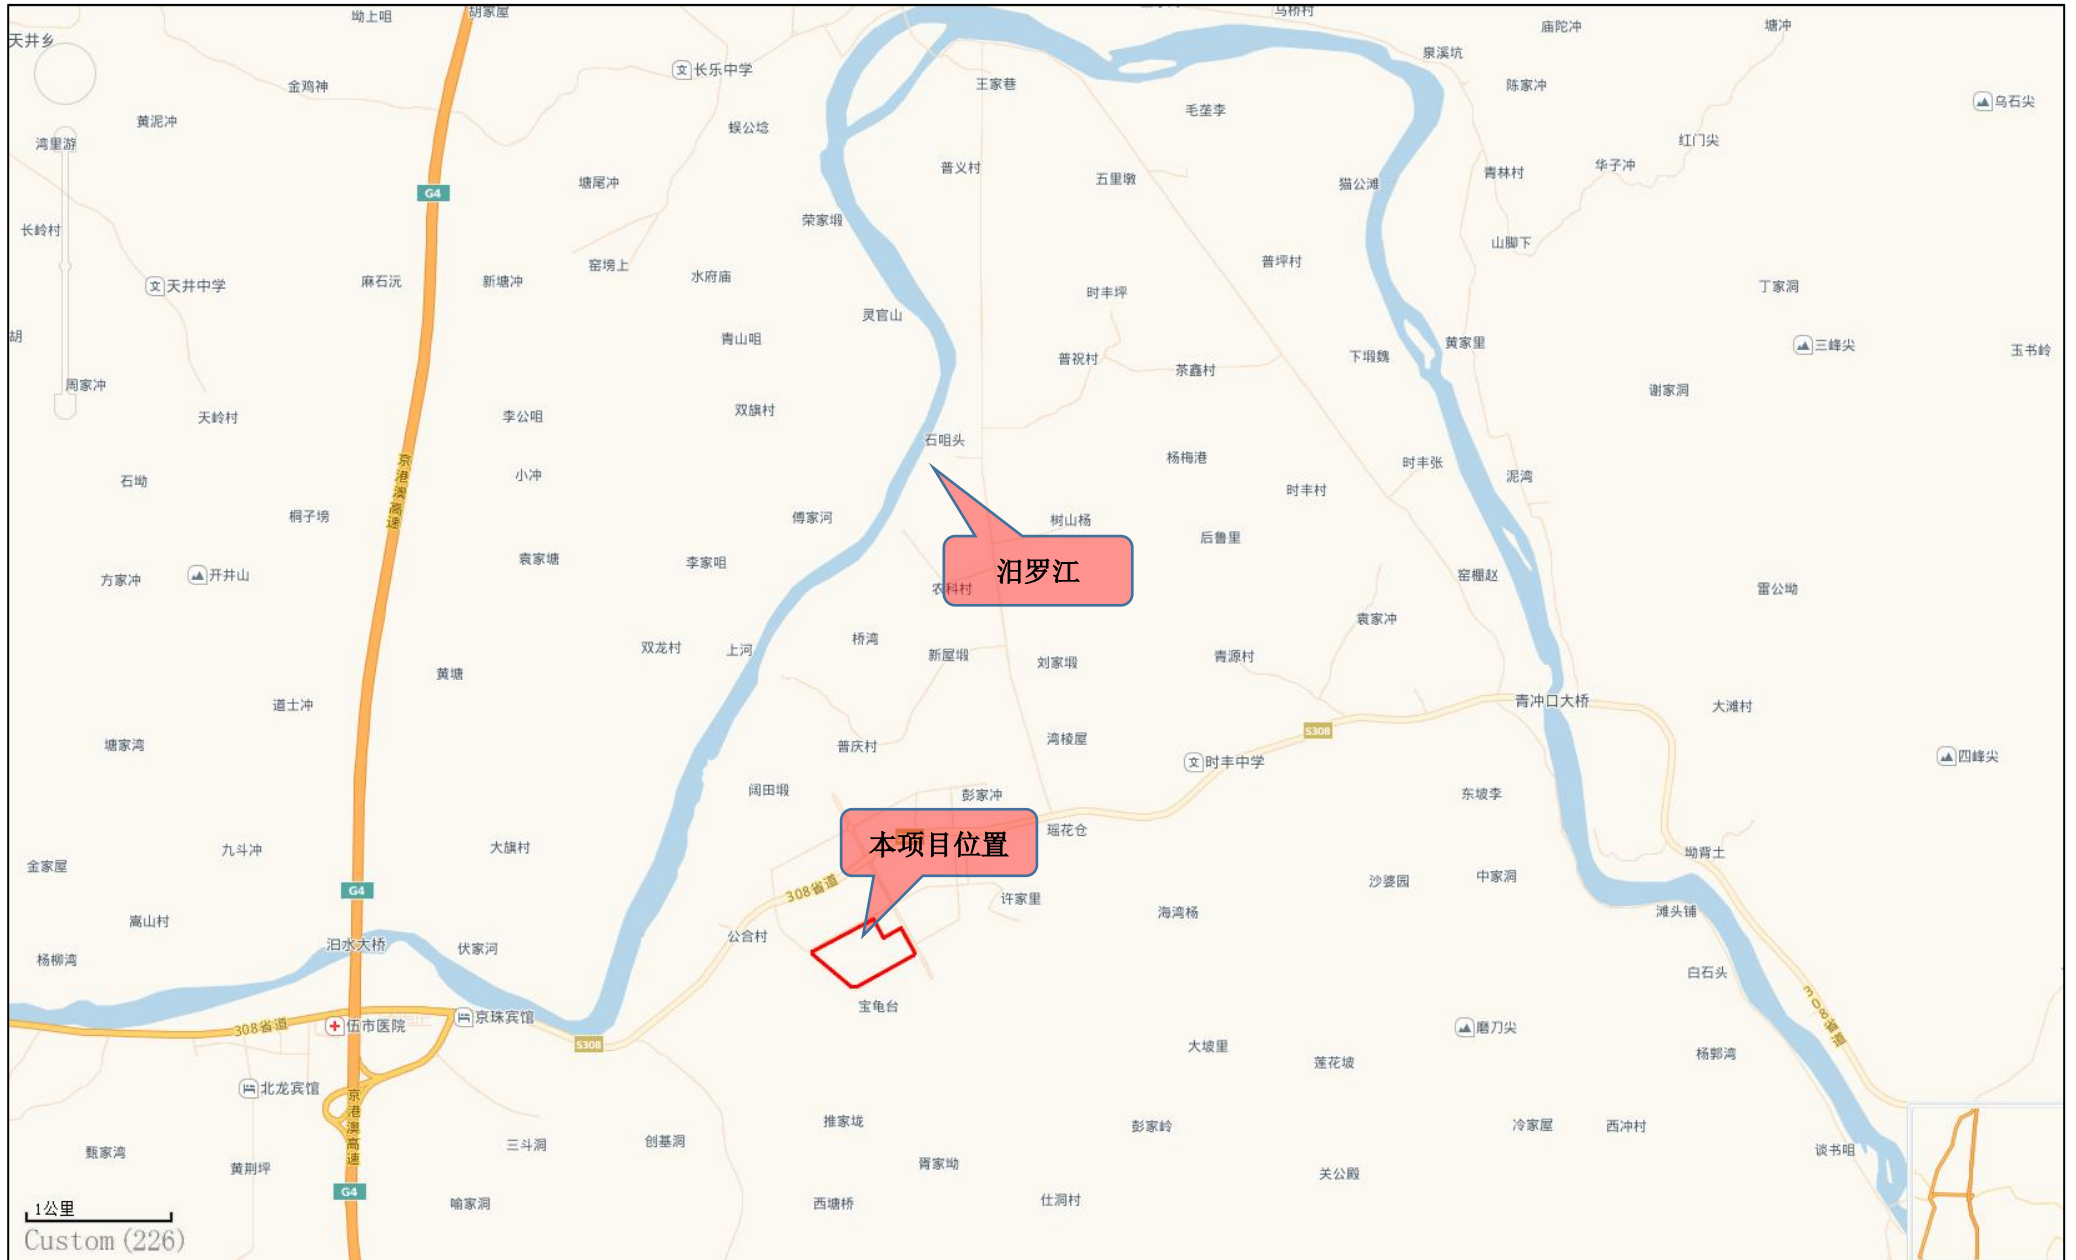 坳上咀
胡家屋
马桥村
庙陀冲
塘冲
天井乡
泉溪坑
长乐中学
金鸡神
王家巷
陈家冲
乌石尖
毛垄李
黄泥冲
蜈公埝
湾里游
红门尖
普义村
五里墩
猫公滩
青林村
华子冲
塘尾冲
G4
荣家塅
长岭村
山脚下
窑塝上
水府庙
普坪村
天井中学
麻石沅
新塘冲
时丰坪
丁家洞
灵官山
胡
青山咀
黄家里
三峰尖
玉书岭
普祝村
下塅魏
茶鑫村
周家冲
谢家洞
天岭村
李公咀
双旗村
石咀头
京港澳高速
杨梅港
时丰张
石坳
小冲
泥湾
时丰村
桐子塝
傅家河
树山杨
后鲁里
袁家塘
李家咀
汨罗江
方家冲
开井山
农科村
窑棚赵
雷公坳
袁家冲
桥湾
双龙村
上河
新屋塅
刘家塅
青源村
黄塘
道士冲
青冲口大桥
大滩村
S308
塘家湾
普庆村
湾棱屋
时丰中学
四峰尖
阔田塅
彭家冲
东坡李
瑶花仓
本项目位置
九斗冲
大旗村
坳背土
金家屋
308省道
沙婆园
中家洞
G4
许家里
嵩山村
海湾杨
滩头铺
公合村
汨水大桥
伏家河
杨柳湾
白石头
宝龟台
308省道
京珠宾馆
308省道
伍市医院
磨刀尖
S308
大坡里
杨郭湾
莲花坡
北龙宾馆
京港澳高速
推家垅
彭家岭
冷家屋
西冲村
三斗洞
创基洞
甄家湾
谈书咀
黄荆坪
胥家坳
关公殿
G4
喻家洞
西塘桥
仕洞村
1公里
Custom(226)